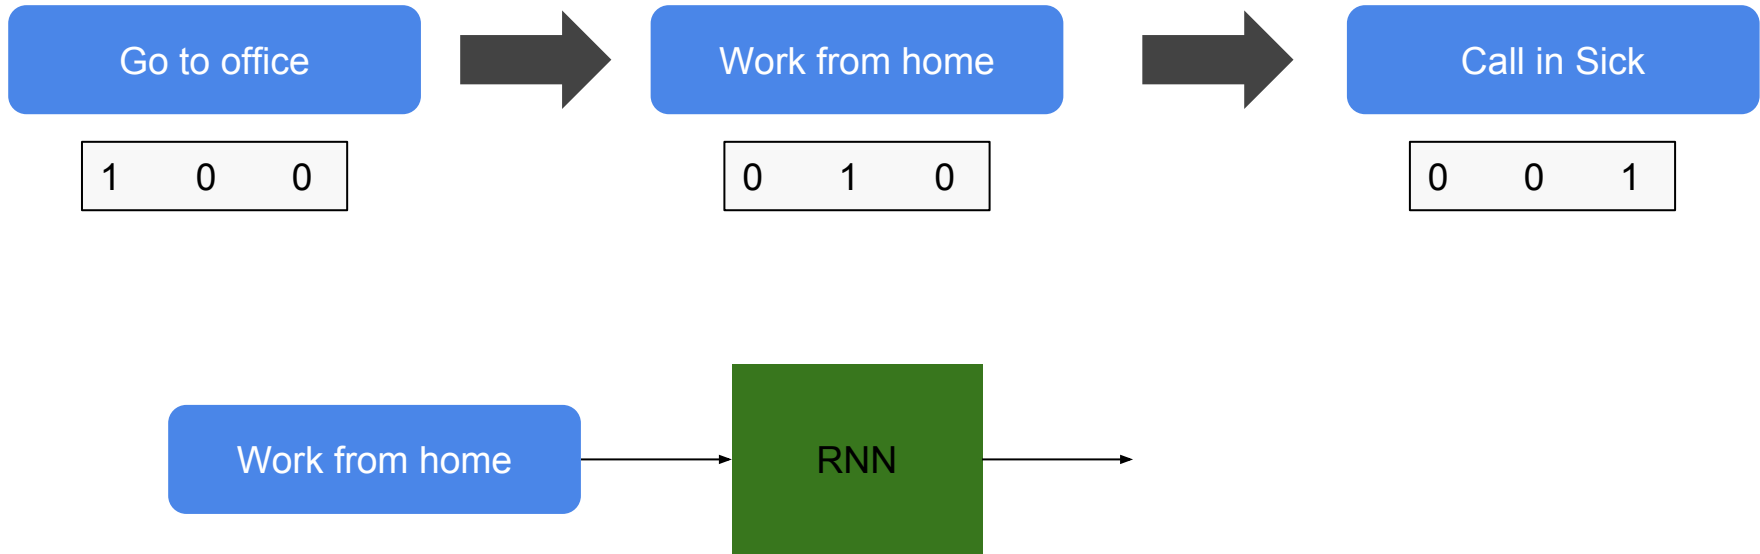 Go to office
Work from home
Call in Sick
1 0 0
0 1 0
0 0 1
Work from home
RNN